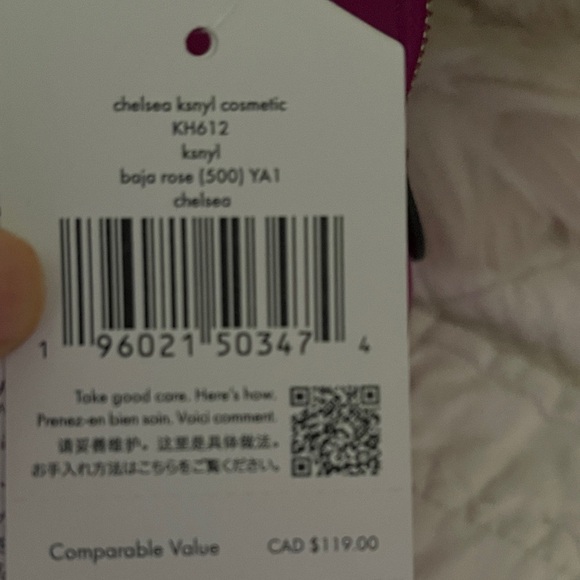 chelsea ksnyl cosmetic
KH612
ksnyl
baja rose (500) YA1
chelsea
1 96021 50347 4
Take good care. Here's how.
Prenez-en bien soin. Voici comment.
请妥善维护。这里是具体做法。
お手入れ方法はこちらをご覧ください。
Comparable Value CAD $119.00